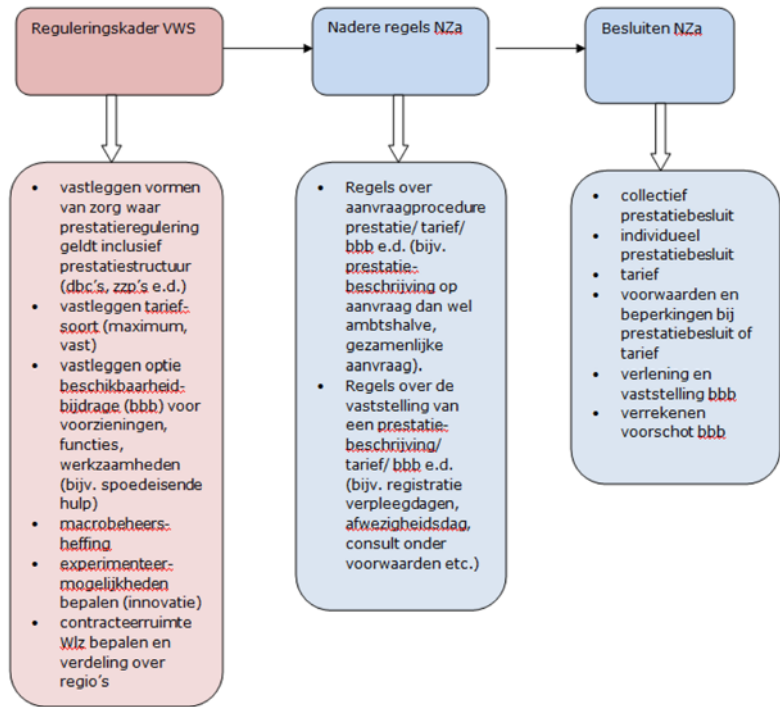 Reguleringskader VWS
Nadere regels NZa
Besluiten NZa
• vastleggen vormen
van zorg waar
prestatieregulering
geldt inclusief
prestatiestructuur
(dbc's, zzp's e.d.)
• vastleggen tarief-
soort (maximum,
vast)
• vastleggen optie
beschikbaarheid-
bijdrage (bbb) voor
voorzieningen,
functies,
werkzaamheden
(bijv. spoedeisende
hulp)
• macrobeheers-
heffing
• experimenteer-
mogelijkheden
bepalen (innovatie)
• contracteerruimte
Wlz bepalen en
verdeling over
regio's
• Regels over
aanvraagprocedure
prestatie/ tarief/
bbb e.d. (bijv.
prestatie-
beschrijving op
aanvraag dan wel
ambtshalve,
gezamenlijke
aanvraag).
• Regels over de
vaststelling van
een prestatie-
beschrijving/
tarief/ bbb e.d.
(bijv. registratie
verpleegdagen,
afwezigheidsdag,
consult onder
voorwaarden etc.)
• collectief
prestatiebesluit
• individueel
prestatiebesluit
• tarief
• voorwaarden en
beperkingen bij
prestatiebesluit of
tarief
• verlening en
vaststelling bbb
• verrekenen
voorschot bbb